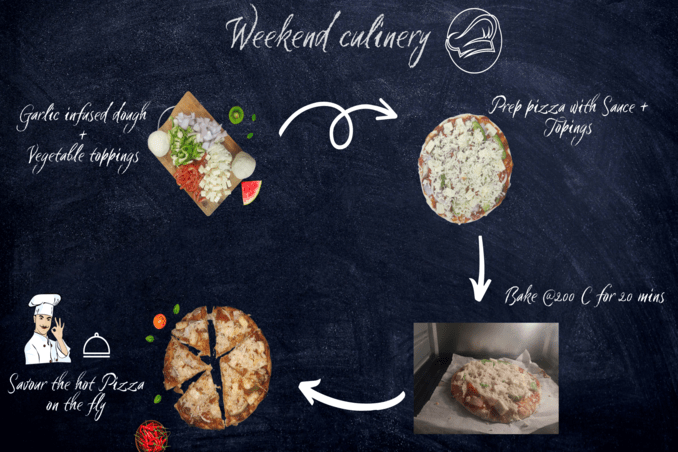 Weekend culinery
Garlic infused dough
+
Vegetable toppings
Prep pizza with Sauce +
Topings
Bake @200 C for 20 mins
Savour the hot Pizza
on the fly